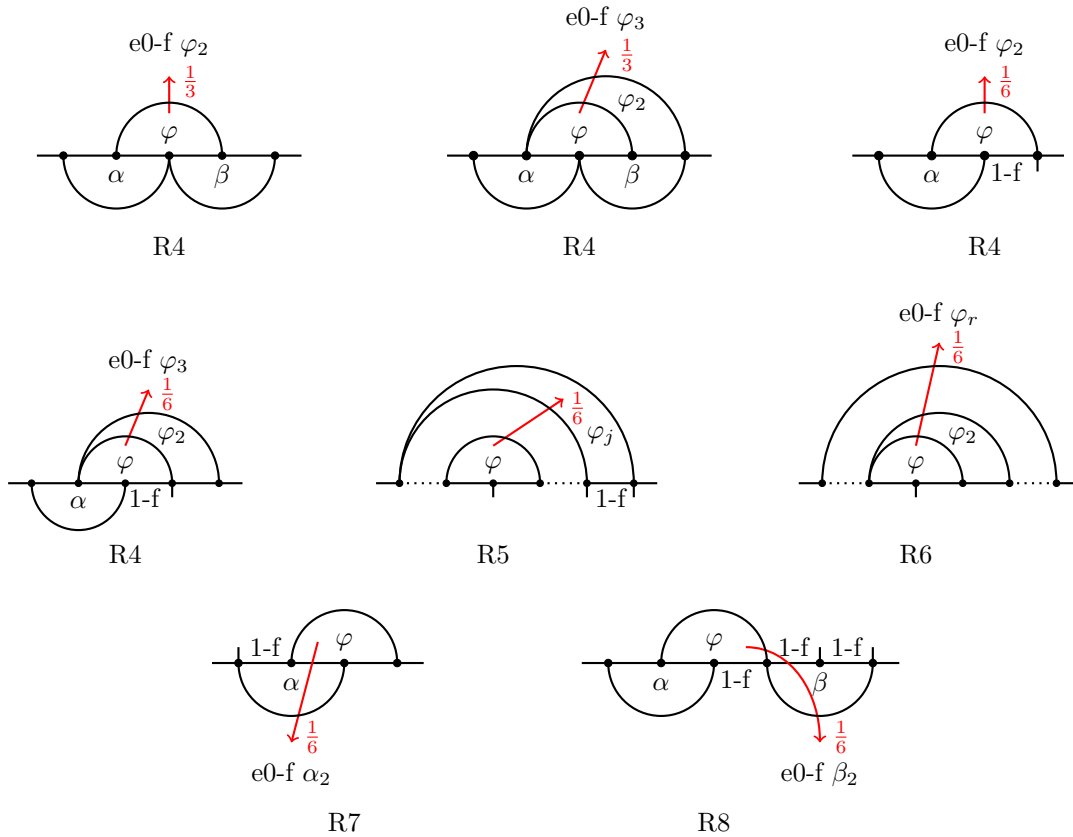 e0-f φ₂
1/3
φ
α
β
R4
e0-f φ₃
1/3
φ₂
φ
α
β
R4
e0-f φ₂
1/6
φ
α
1-f
R4
e0-f φ₃
1/6
φ₂
φ
α
1-f
R4
1/6
φⱼ
φ
1-f
R5
e0-f φᵣ
1/6
φ₂
φ
R6
1-f
φ
α
1/6
e0-f α₂
R7
φ
1-f
1-f
α
1-f
β
1/6
e0-f β₂
R8